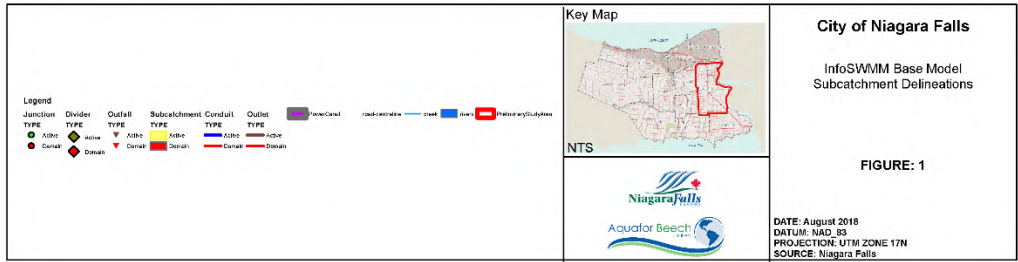 Legend
Junction Divider Outfall Subcatchment Conduit Outlet
TYPE TYPE TYPE TYPE TYPE TYPE
Active Active Active Active Active Active
Domain Domain Domain Domain Domain Domain
PowerCanal road-centreline creek rivers PreliminaryStudyArea
Key Map
NTS
NiagaraFalls
Aquafor Beech
City of Niagara Falls
InfoSWMM Base Model
Subcatchment Delineations
FIGURE: 1
DATE: August 2018
DATUM: NAD_83
PROJECTION: UTM ZONE 17N
SOURCE: Niagara Falls